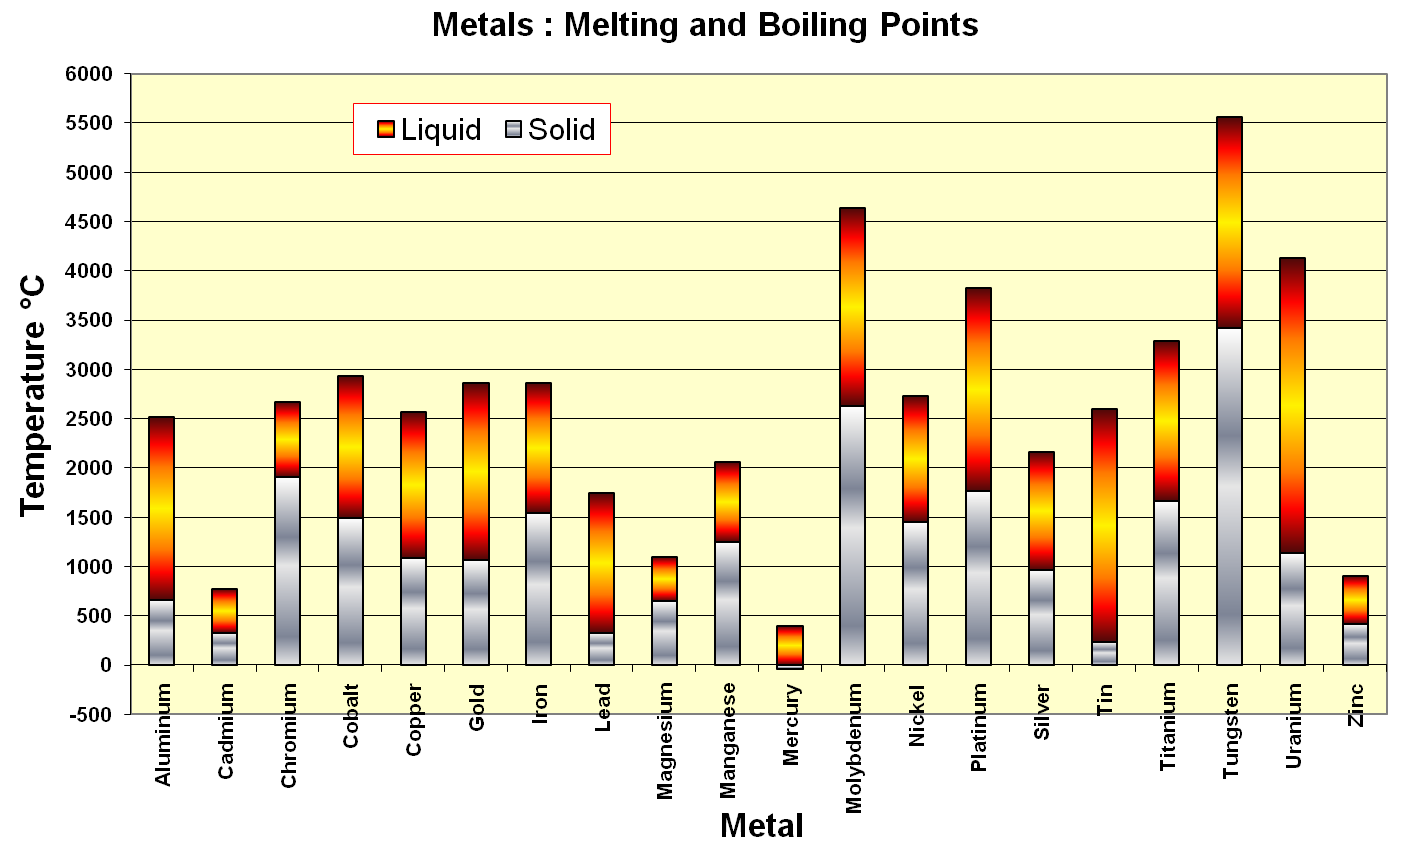 Metals : Melting and Boiling Points
Liquid Solid
Temperature °C
6000
5500
5000
4500
4000
3500
3000
2500
2000
1500
1000
500
0
-500
Aluminum
Cadmium
Chromium
Cobalt
Copper
Gold
Iron
Lead
Magnesium
Manganese
Mercury
Molybdenum
Nickel
Platinum
Silver
Tin
Titanium
Tungsten
Uranium
Zinc
Metal